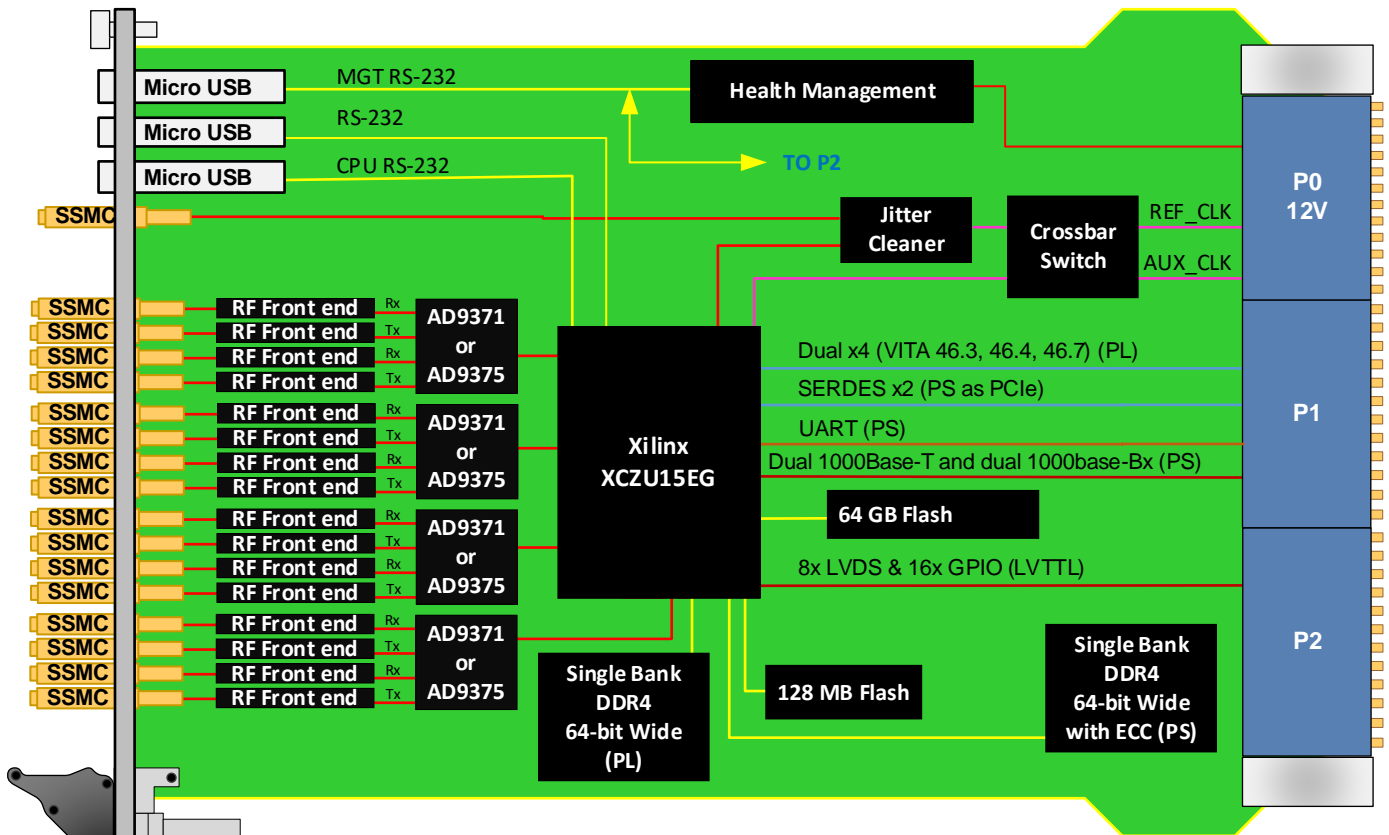 Micro USB
MGT RS-232
Health Management
Micro USB
RS-232
Micro USB
CPU RS-232
TO P2
P0
12V
SSMC
Jitter
Cleaner
Crossbar
Switch
REF_CLK
AUX_CLK
SSMC RF Front end Rx
SSMC RF Front end Tx
SSMC RF Front end Rx
SSMC RF Front end Tx
AD9371
or
AD9375
SSMC RF Front end Rx
SSMC RF Front end Tx
SSMC RF Front end Rx
SSMC RF Front end Tx
AD9371
or
AD9375
SSMC RF Front end Rx
SSMC RF Front end Tx
SSMC RF Front end Rx
SSMC RF Front end Tx
AD9371
or
AD9375
SSMC RF Front end Rx
SSMC RF Front end Tx
SSMC RF Front end Rx
SSMC RF Front end Tx
AD9371
or
AD9375
Xilinx
XCZU15EG
Dual x4 (VITA 46.3, 46.4, 46.7) (PL)
SERDES x2 (PS as PCIe)
UART (PS)
Dual 1000Base-T and dual 1000base-Bx (PS)
P1
64 GB Flash
8x LVDS & 16x GPIO (LVTTL)
P2
Single Bank
DDR4
64-bit Wide
(PL)
128 MB Flash
Single Bank
DDR4
64-bit Wide
with ECC (PS)